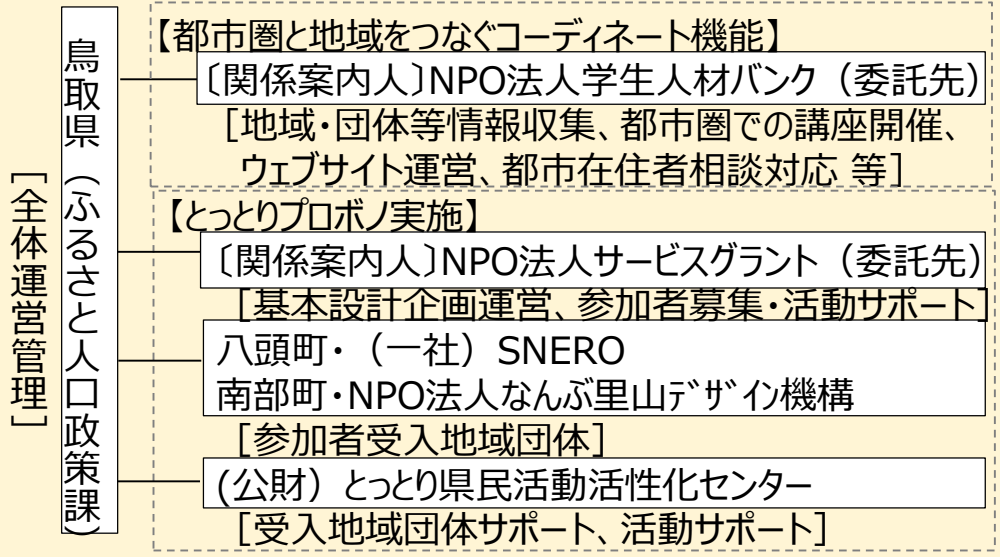 [全体運営管理]
鳥取県（ふるさと人口政策課）
【都市圏と地域をつなぐコーディネート機能】
〔関係案内人〕NPO法人学生人材バンク（委託先）
[地域・団体等情報収集、都市圏での講座開催、
ウェブサイト運営、都市在住者相談対応 等]
【とっとりプロボノ実施】
〔関係案内人〕NPO法人サービスグラント（委託先）
[基本設計企画運営、参加者募集・活動サポート]
八頭町・（一社）SNERO
南部町・NPO法人なんぶ里山ﾃﾞｻﾞｲﾝ機構
[参加者受入地域団体]
(公財）とっとり県民活動活性化センター
[受入地域団体サポート、活動サポート]